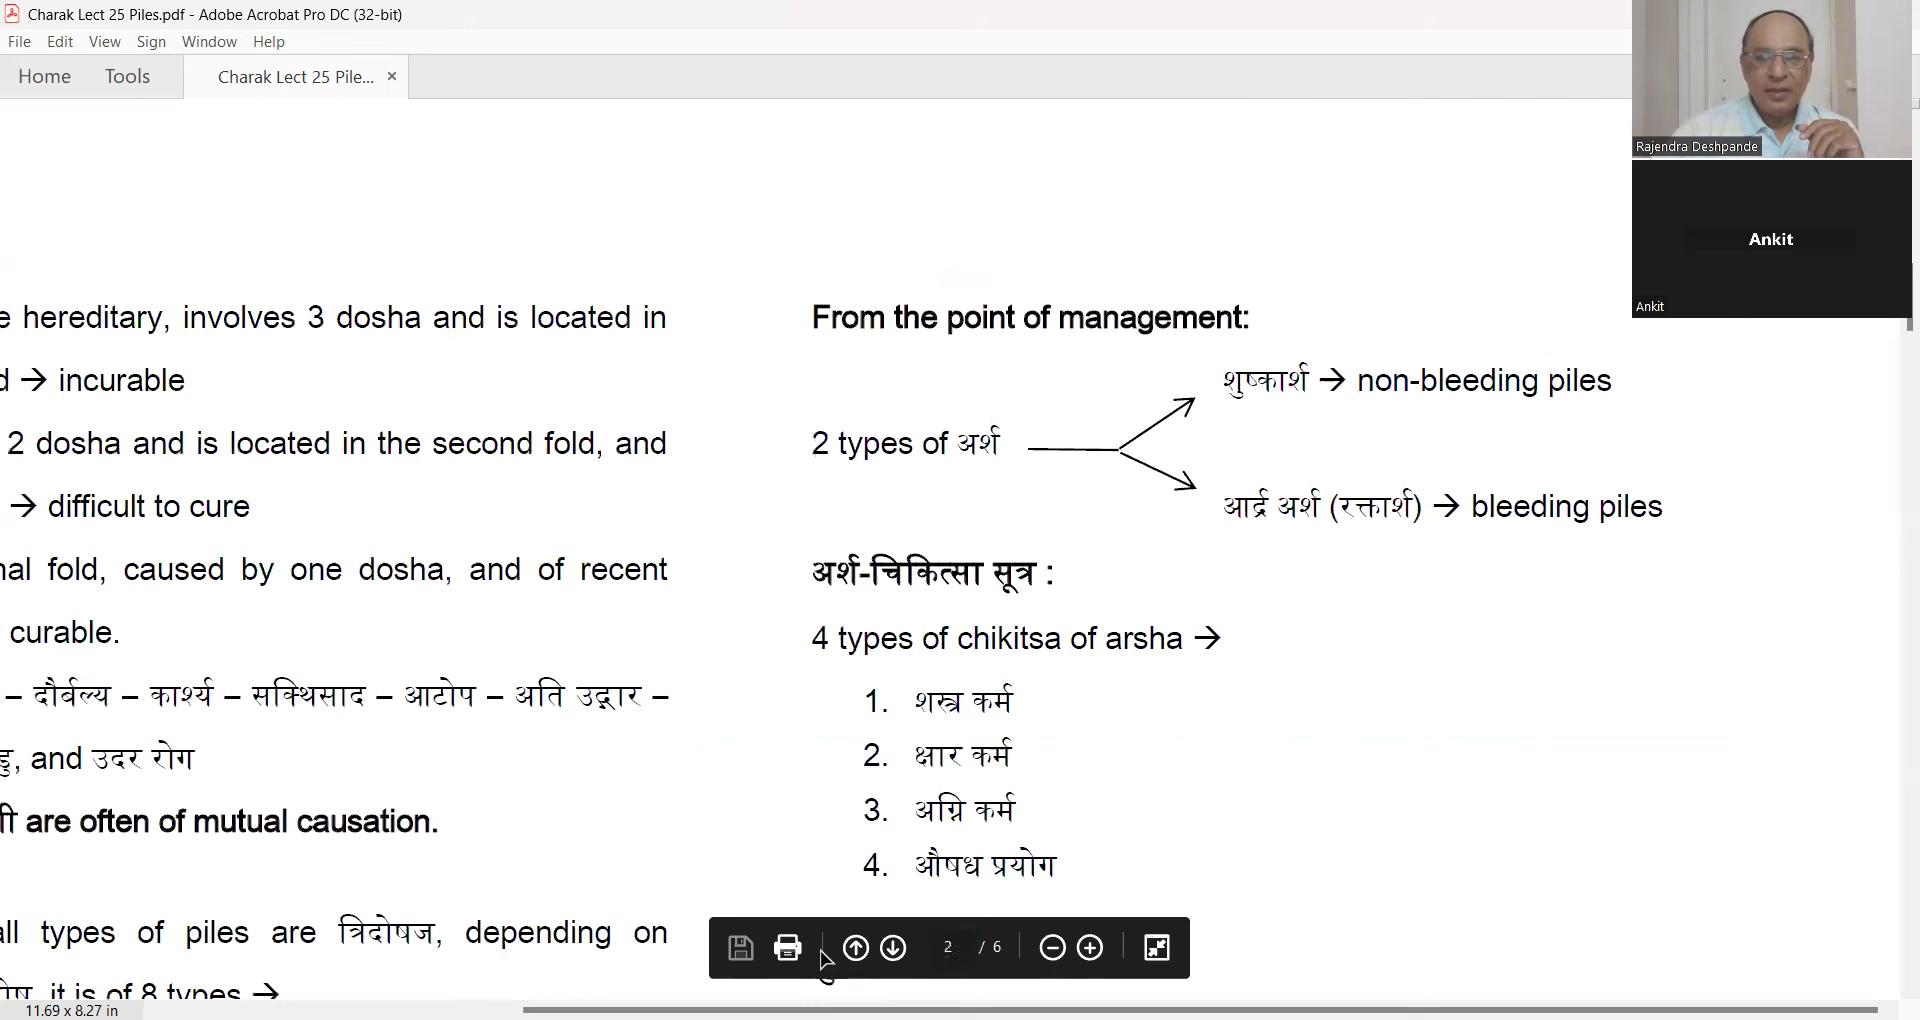 Charak Lect 25 Piles.pdf - Adobe Acrobat Pro DC (32-bit)
File Edit View Sign Window Help
Home Tools Charak Lect 25 Pile... ×
Rajendra Deshpande
Ankit
Ankit
e hereditary, involves 3 dosha and is located in
d → incurable
2 dosha and is located in the second fold, and
→ difficult to cure
nal fold, caused by one dosha, and of recent
curable.
– दौर्बल्य – कार्श्य – सक्थिसाद – आटोप – अति उद्गार –
डु, and उदर रोग
णी are often of mutual causation.
all types of piles are त्रिदोषज, depending on
दोष, it is of 8 types →
From the point of management:
शुष्कार्श → non-bleeding piles
2 types of अर्श
आर्द्र अर्श (रक्तार्श) → bleeding piles
अर्श-चिकित्सा सूत्र :
4 types of chikitsa of arsha →
1. शस्त्र कर्म
2. क्षार कर्म
3. अग्नि कर्म
4. औषध प्रयोग
2 / 6
11.69 x 8.27 in